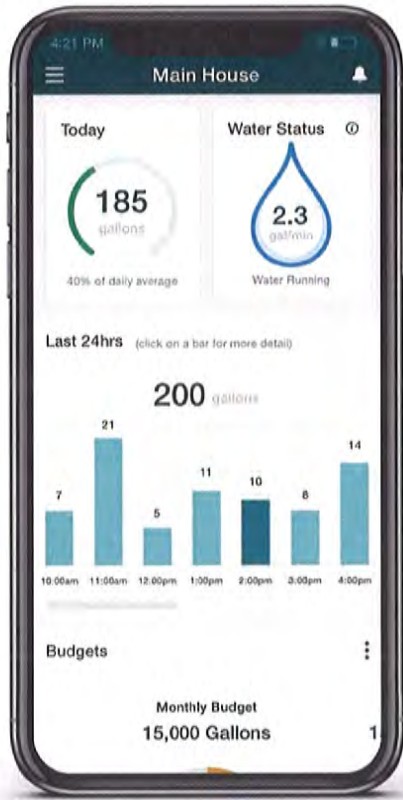 4:21 PM
Main House
Today
185
gallons
40% of daily average
Water Status
2.3
gal/min
Water Running
Last 24hrs (click on a bar for more detail)
200 gallons
7
21
5
11
10
8
14
10:00am 11:00am 12:00pm 1:00pm 2:00pm 3:00pm 4:00pm
Budgets
Monthly Budget
15,000 Gallons
1